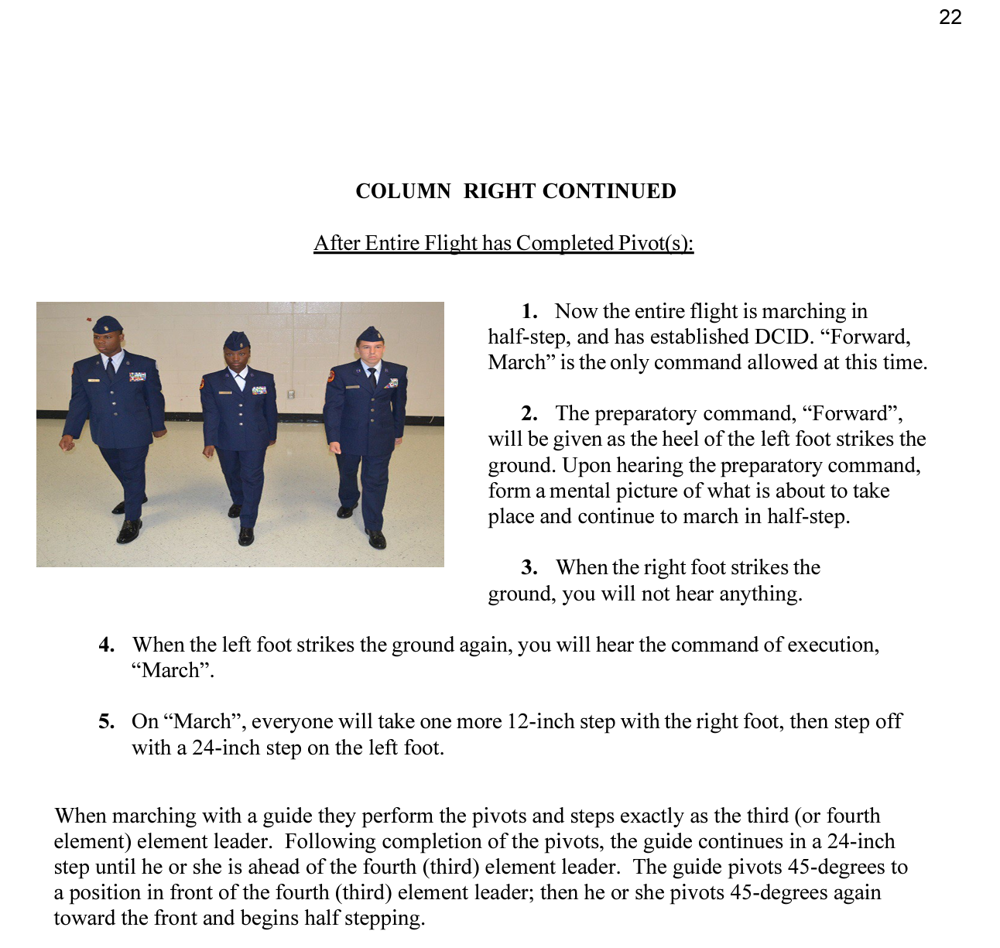 22
COLUMN  RIGHT CONTINUED
After Entire Flight has Completed Pivot(s):
1.   Now the entire flight is marching in
half-step, and has established DCID. “Forward,
March” is the only command allowed at this time.
2.   The preparatory command, “Forward”,
will be given as the heel of the left foot strikes the
ground. Upon hearing the preparatory command,
form a mental picture of what is about to take
place and continue to march in half-step.
3.   When the right foot strikes the
ground, you will not hear anything.
4.   When the left foot strikes the ground again, you will hear the command of execution,
“March”.
5.   On “March”, everyone will take one more 12-inch step with the right foot, then step off
with a 24-inch step on the left foot.
When marching with a guide they perform the pivots and steps exactly as the third (or fourth
element) element leader.  Following completion of the pivots, the guide continues in a 24-inch
step until he or she is ahead of the fourth (third) element leader.  The guide pivots 45-degrees to
a position in front of the fourth (third) element leader; then he or she pivots 45-degrees again
toward the front and begins half stepping.